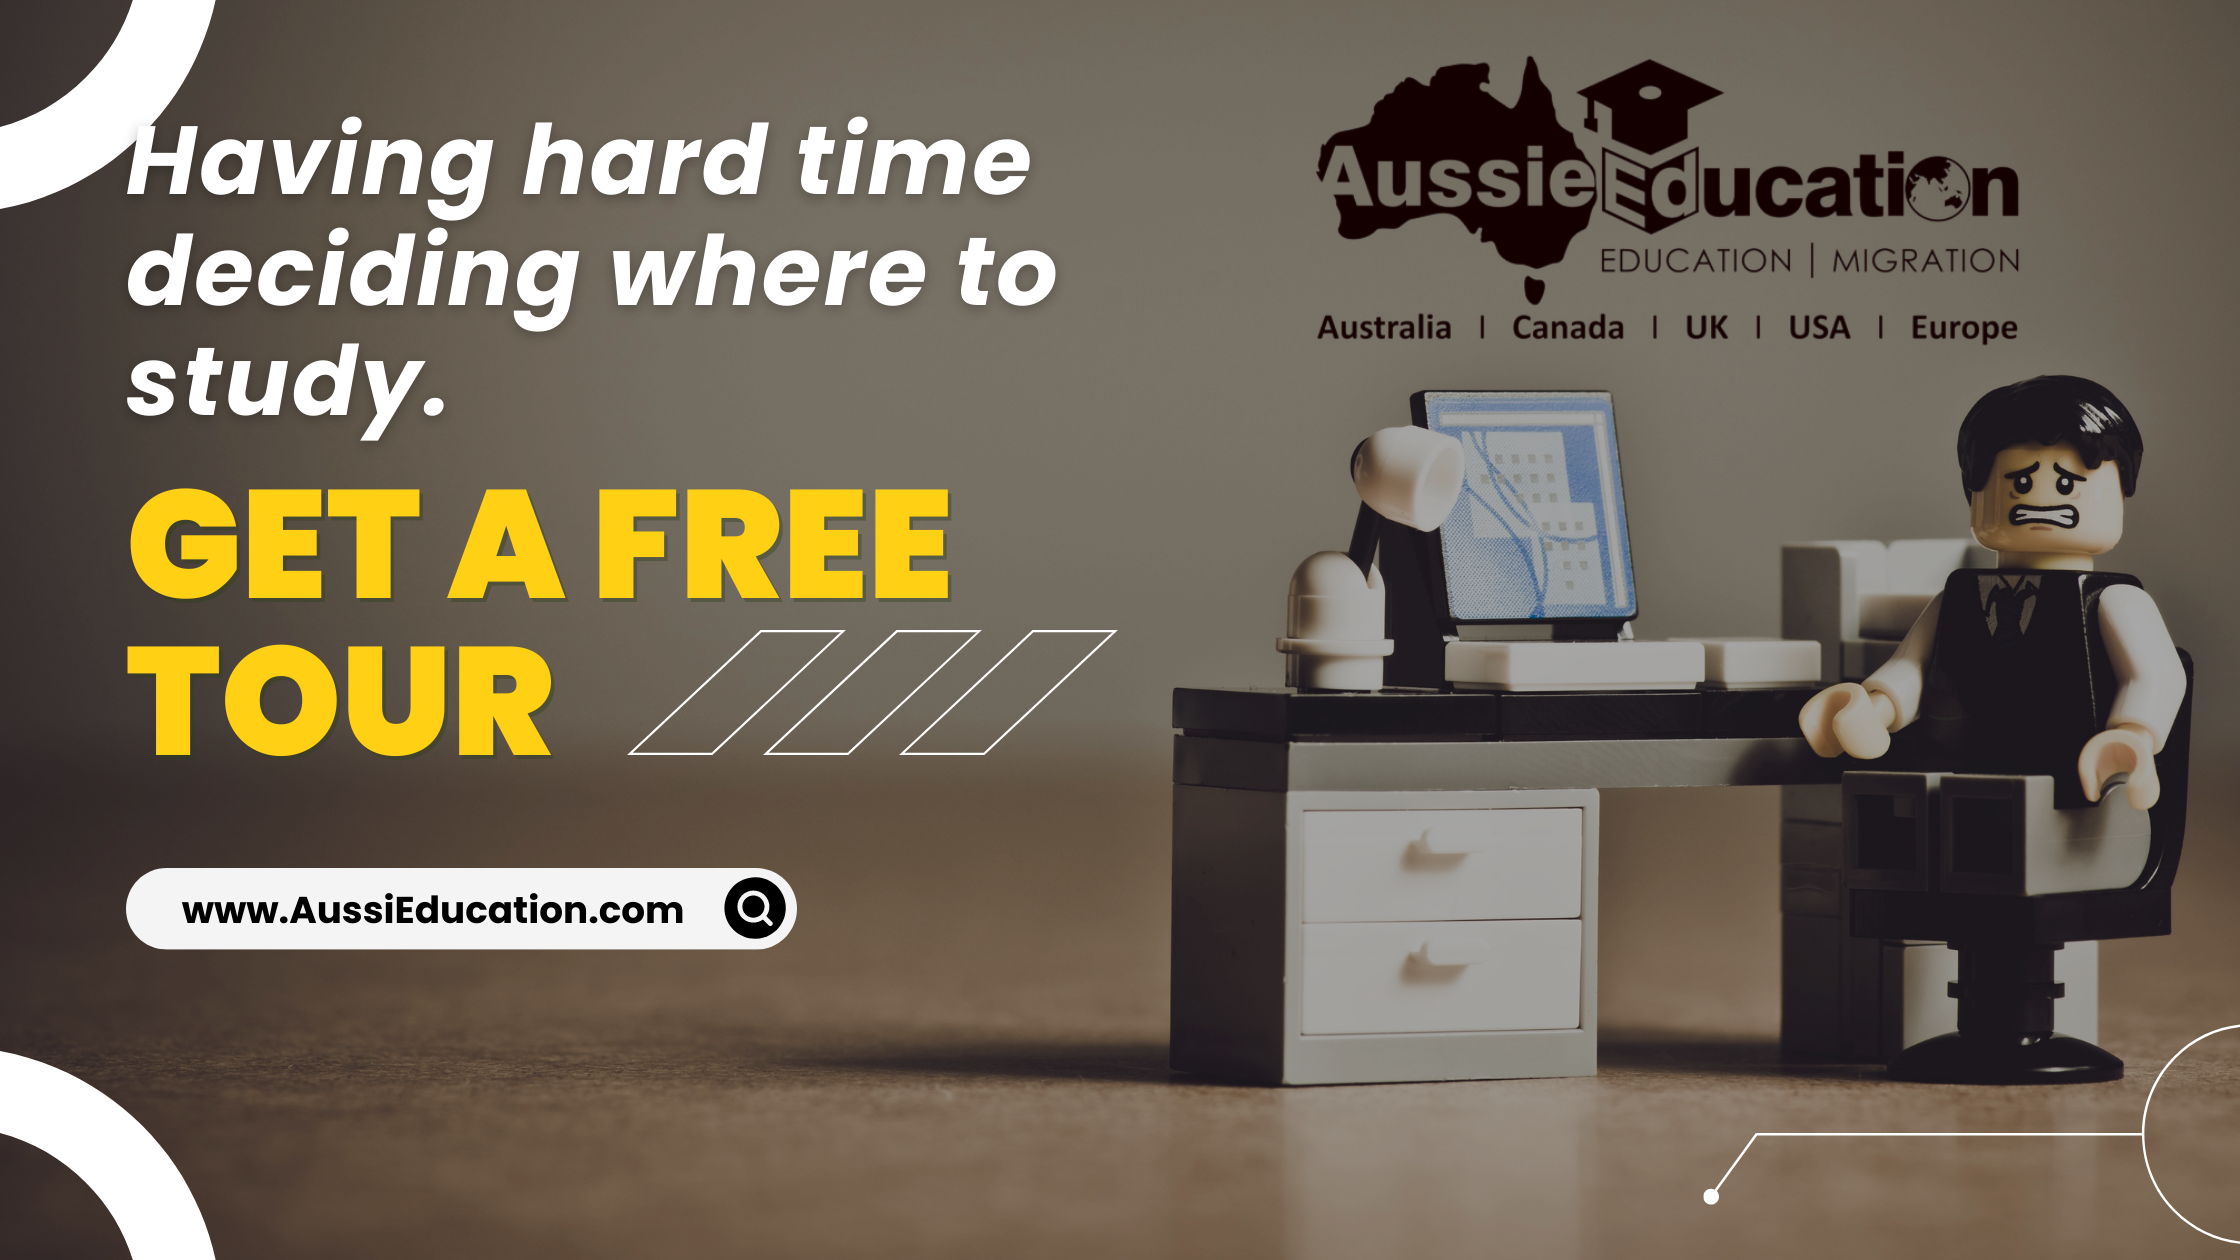 Having hard time
deciding where to
study.
GET A FREE
TOUR
www.AussiEducation.com
AussieEducation
EDUCATION | MIGRATION
Australia | Canada | UK | USA | Europe